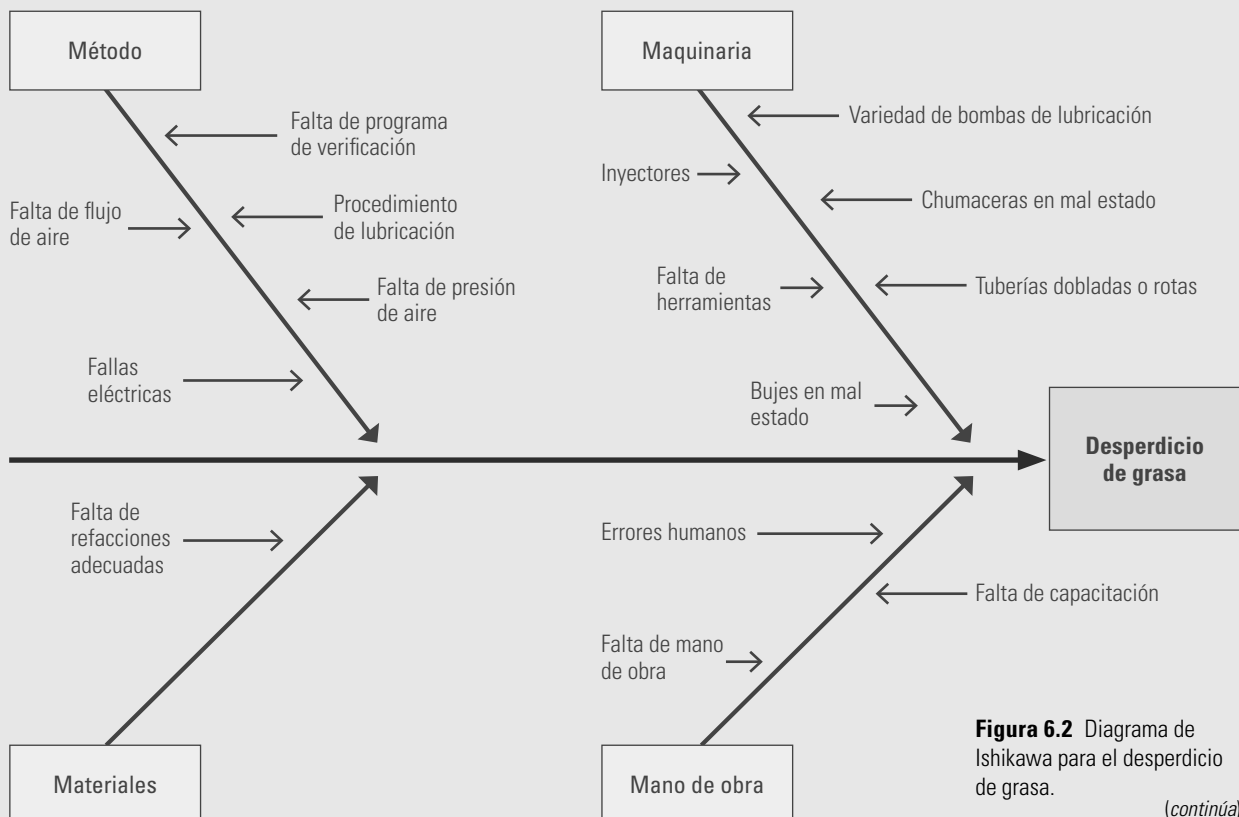 Método
Maquinaria
Falta de programa
de verificación
Falta de flujo
de aire
Procedimiento
de lubricación
Falta de presión
de aire
Fallas
eléctricas
Variedad de bombas de lubricación
Inyectores
Chumaceras en mal estado
Falta de
herramientas
Tuberías dobladas o rotas
Bujes en mal
estado
Desperdicio
de grasa
Falta de
refacciones
adecuadas
Errores humanos
Falta de capacitación
Falta de mano
de obra
Materiales
Mano de obra
Figura 6.2 Diagrama de
Ishikawa para el desperdicio
de grasa.
(continúa)